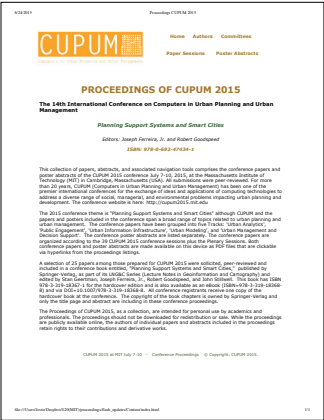 6/24/2015
Proceedings CUPUM 2015
CUPUM
Home Authors Committees
Paper Sessions Poster Abstracts
PROCEEDINGS OF CUPUM 2015
The 14th International Conference on Computers in Urban Planning and Urban
Management
Planning Support Systems and Smart Cities
Editors: Joseph Ferreira, Jr. and Robert Goodspeed
ISBN: 978-0-692-47434-1
This collection of papers, abstracts, and associated navigation tools comprises the conference papers
and poster abstracts of the CUPUM 2015 conference July 7-10, 2015, at the Massachusetts Institute of
Technology (MIT) in Cambridge, Massachusetts (USA). All submissions were peer-reviewed. For more
than 20 years, CUPUM (Computers in Urban Planning and Urban Management) has been one of the
premier international conferences for the exchange of ideas and applications of computing technologies to
address a diverse range of social, managerial, and environmental problems impacting urban planning and
development. The conference website is here: http://cupum2015.mit.edu
The 2015 conference theme is "Planning Support Systems and Smart Cities" although CUPUM and the
papers and posters included in the conference span a broad range of topics related to urban planning and
urban management. The conference papers have been grouped into five Tracks: 'Urban Analytics',
'Public Engagement', 'Urban Information Infrastructure', 'Urban Modeling', and 'Urban Management and
Decision Support'. The conference poster abstracts are listed separately. The conference papers are
organized according to the 39 CUPUM 2015 conference sessions plus the Plenary Sessions. Both
conference papers and poster abstracts are made available on this device as PDF files that are clickable
via hyperlinks from the proceedings listings.
A selection of 25 papers among those prepared for CUPUM 2015 were solicited, peer-reviewed and
included in a conference book entitled, "Planning Support Systems and Smart Cities," published by
Springer-Verlag, as part of its LNG&C Series (Lecture Notes in Geoinformation and Cartography) and
edited by Stan Geertman, Joseph Ferreira, Jr., Robert Goodspeed, and John Stillwell. This book has ISBN
978-3-319-18367-1 for the hardcover edition and is also available as an eBook (ISBN=978-3-319-18368-
8) and via DOI=10.1007/978-3-319-18368-8. All conference registrants receive one copy of the
hardcover at the conference. The copyright of the book chapters is owned by Springer-Verlag and
only the title page and abstract are including in these conference proceedings.
The Proceedings of CUPUM 2015, as a collection, are intended for personal use by academics and
professionals. The proceedings should not be downloaded for redistribution or sale. While the proceedings
are publicly available online, the authors of individual papers and abstracts included in the proceedings
retain rights to their contributions and derivative works.
CUPUM 2015 at MIT July 7-10 - Conference Proceedings © Copyright: CUPUM 2015.
1/1